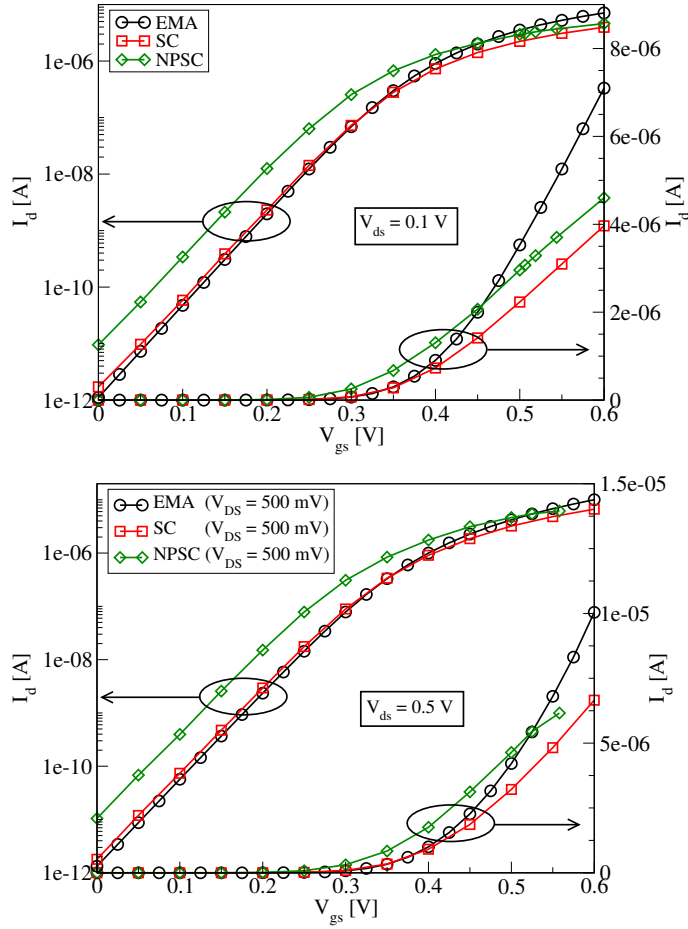 EMA
SC
NPSC
1e-06
1e-08
1e-10
1e-12
I_d [A]
8e-06
6e-06
4e-06
2e-06
0
I_d [A]
V_ds = 0.1 V
0 0.1 0.2 0.3 0.4 0.5 0.6
V_gs [V]
EMA (V_DS = 500 mV)
SC (V_DS = 500 mV)
NPSC (V_DS = 500 mV)
1e-06
1e-08
1e-10
1e-12
I_d [A]
1.5e-05
1e-05
5e-06
0
I_d [A]
V_ds = 0.5 V
0 0.1 0.2 0.3 0.4 0.5 0.6
V_gs [V]